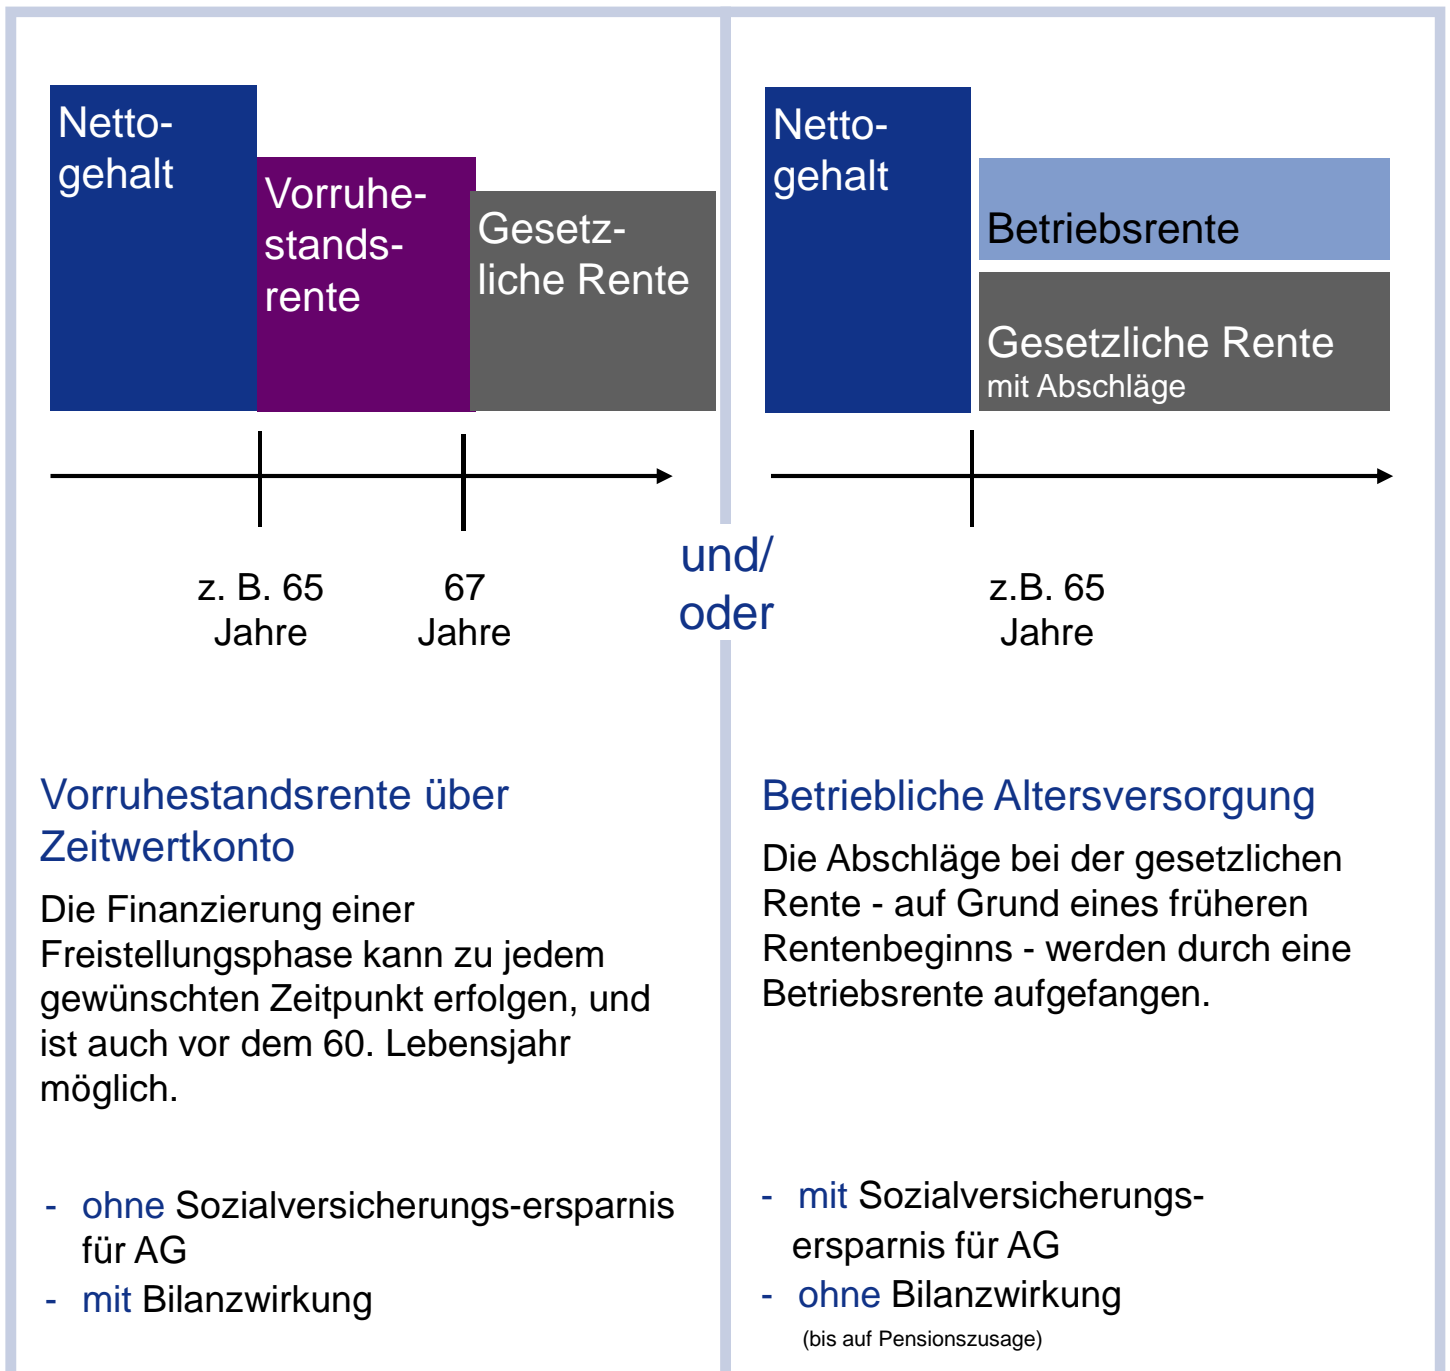 Netto-
gehalt
Vorruhe-
stands-
rente
Gesetz-
liche Rente
z. B. 65
Jahre
67
Jahre
und/
oder
Netto-
gehalt
Betriebsrente
Gesetzliche Rente
mit Abschläge
z.B. 65
Jahre
Vorruhestandsrente über
Zeitwertkonto
Die Finanzierung einer
Freistellungsphase kann zu jedem
gewünschten Zeitpunkt erfolgen, und
ist auch vor dem 60. Lebensjahr
möglich.
- ohne Sozialversicherungs-ersparnis
für AG
- mit Bilanzwirkung
Betriebliche Altersversorgung
Die Abschläge bei der gesetzlichen
Rente - auf Grund eines früheren
Rentenbeginns - werden durch eine
Betriebsrente aufgefangen.
- mit Sozialversicherungs-
ersparnis für AG
- ohne Bilanzwirkung
(bis auf Pensionszusage)